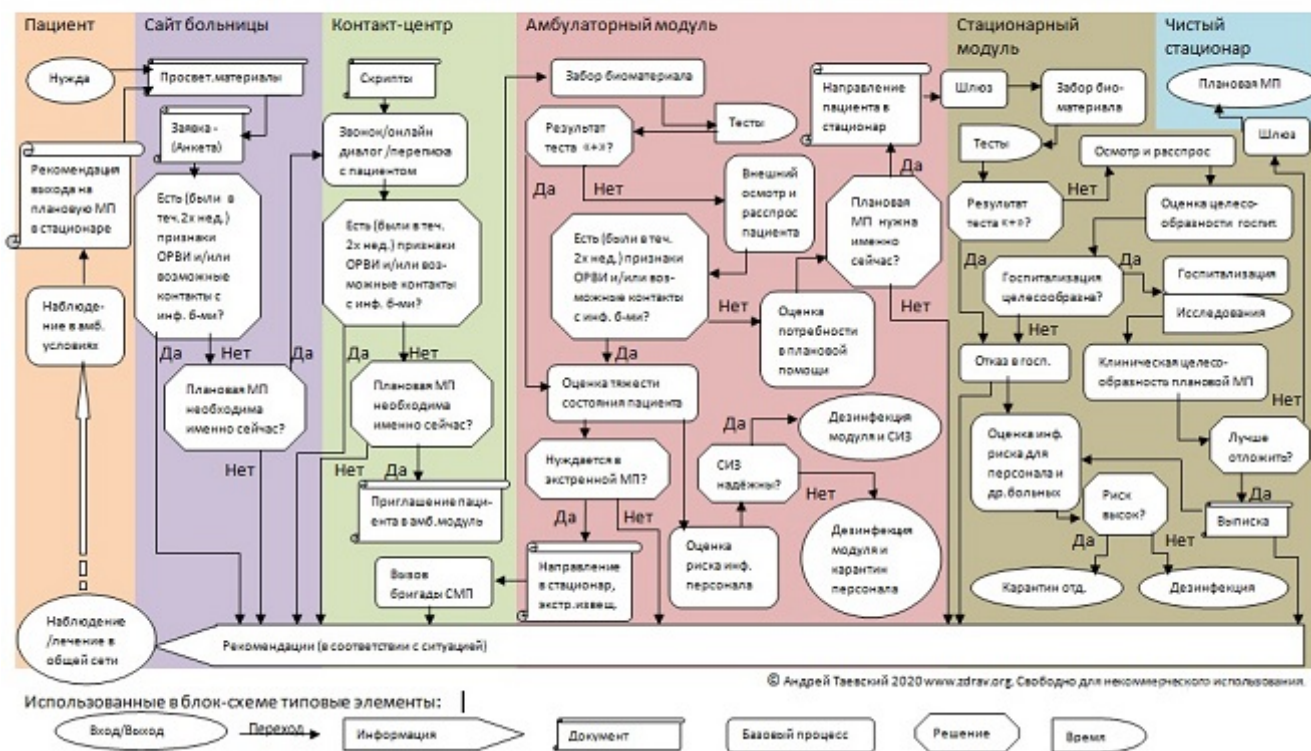 Пациент
Сайт больницы
Контакт-центр
Амбулаторный модуль
Стационарный
модуль
Чистый
стационар
Нужда
Просвет.материалы
Заявка -
(Анкета)
Рекомендация
выхода на
плановую МП
в стационаре
Есть (были в
теч. 2х нед.)
признаки
ОРВИ и/или
возможные
контакты с
инф. б-ми?
Наблюде-
ние в амб.
условиях
Да
Нет
Да
Плановая МП
необходима
именно сейчас?
Нет
Наблюдение
/лечение в
общей сети
Скрипты
Звонок/онлайн
диалог/переписка
с пациентом
Есть (были в теч.
2х нед.) признаки
ОРВИ и/или воз-
можные контакты
с инф. б-ми?
Да
Нет
Плановая МП
необходима
именно сейчас?
Нет
Да
Приглашение паци-
ента в амб.модуль
Вызов
бригады СМП
Забор биоматериала
Тесты
Результат
теста «+»?
Да
Нет
Внешний
осмотр и
расспрос
пациента
Есть (были в теч.
2х нед.) признаки
ОРВИ и/или воз-
можные контакты
с инф. б-ми?
Нет
Да
Оценка
потребности
в плановой
помощи
Направление
пациента в
стационар
Да
Плановая
МП нужна
именно
сейчас?
Нет
Оценка тяжести
состояния пациента
Нуждается в
экстренной МП?
Да
Нет
Направление
в стационар,
экстр.извещ.
Оценка
риска инф.
персонала
СИЗ
надёжны?
Да
Нет
Дезинфекция
модуля и СИЗ
Дезинфекция
модуля и
карантин
персонала
Шлюз
Забор био-
материала
Тесты
Результат
теста «+»?
Нет
Да
Осмотр и расспрос
Оценка целесо-
образности госпит.
Госпитализация
целесообразна?
Да
Нет
Госпитализация
Исследования
Отказ в госп.
Клиническая целесо-
образность плановой МП
Лучше
отложить?
Нет
Да
Выписка
Оценка инф.
риска для
персонала и
др.больных
Риск
высок?
Да
Нет
Карантин отд.
Дезинфекция
Плановая МП
Шлюз
Рекомендации (в соответствии с ситуацией)
© Андрей Таевский 2020 www.zdrav.org. Свободно для некоммерческого использования.
Использованные в блок-схеме типовые элементы:
Вход/Выход
Переход
Информация
Документ
Базовый процесс
Решение
Время